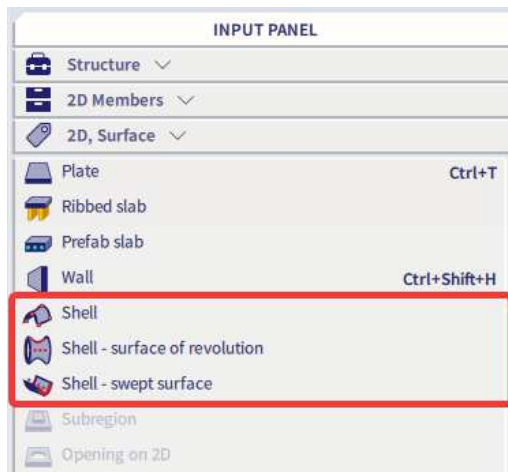 INPUT PANEL
Structure
2D Members
2D, Surface
Plate Ctrl+T
Ribbed slab
Prefab slab
Wall Ctrl+Shift+H
Shell
Shell - surface of revolution
Shell - swept surface
Subregion
Opening on 2D